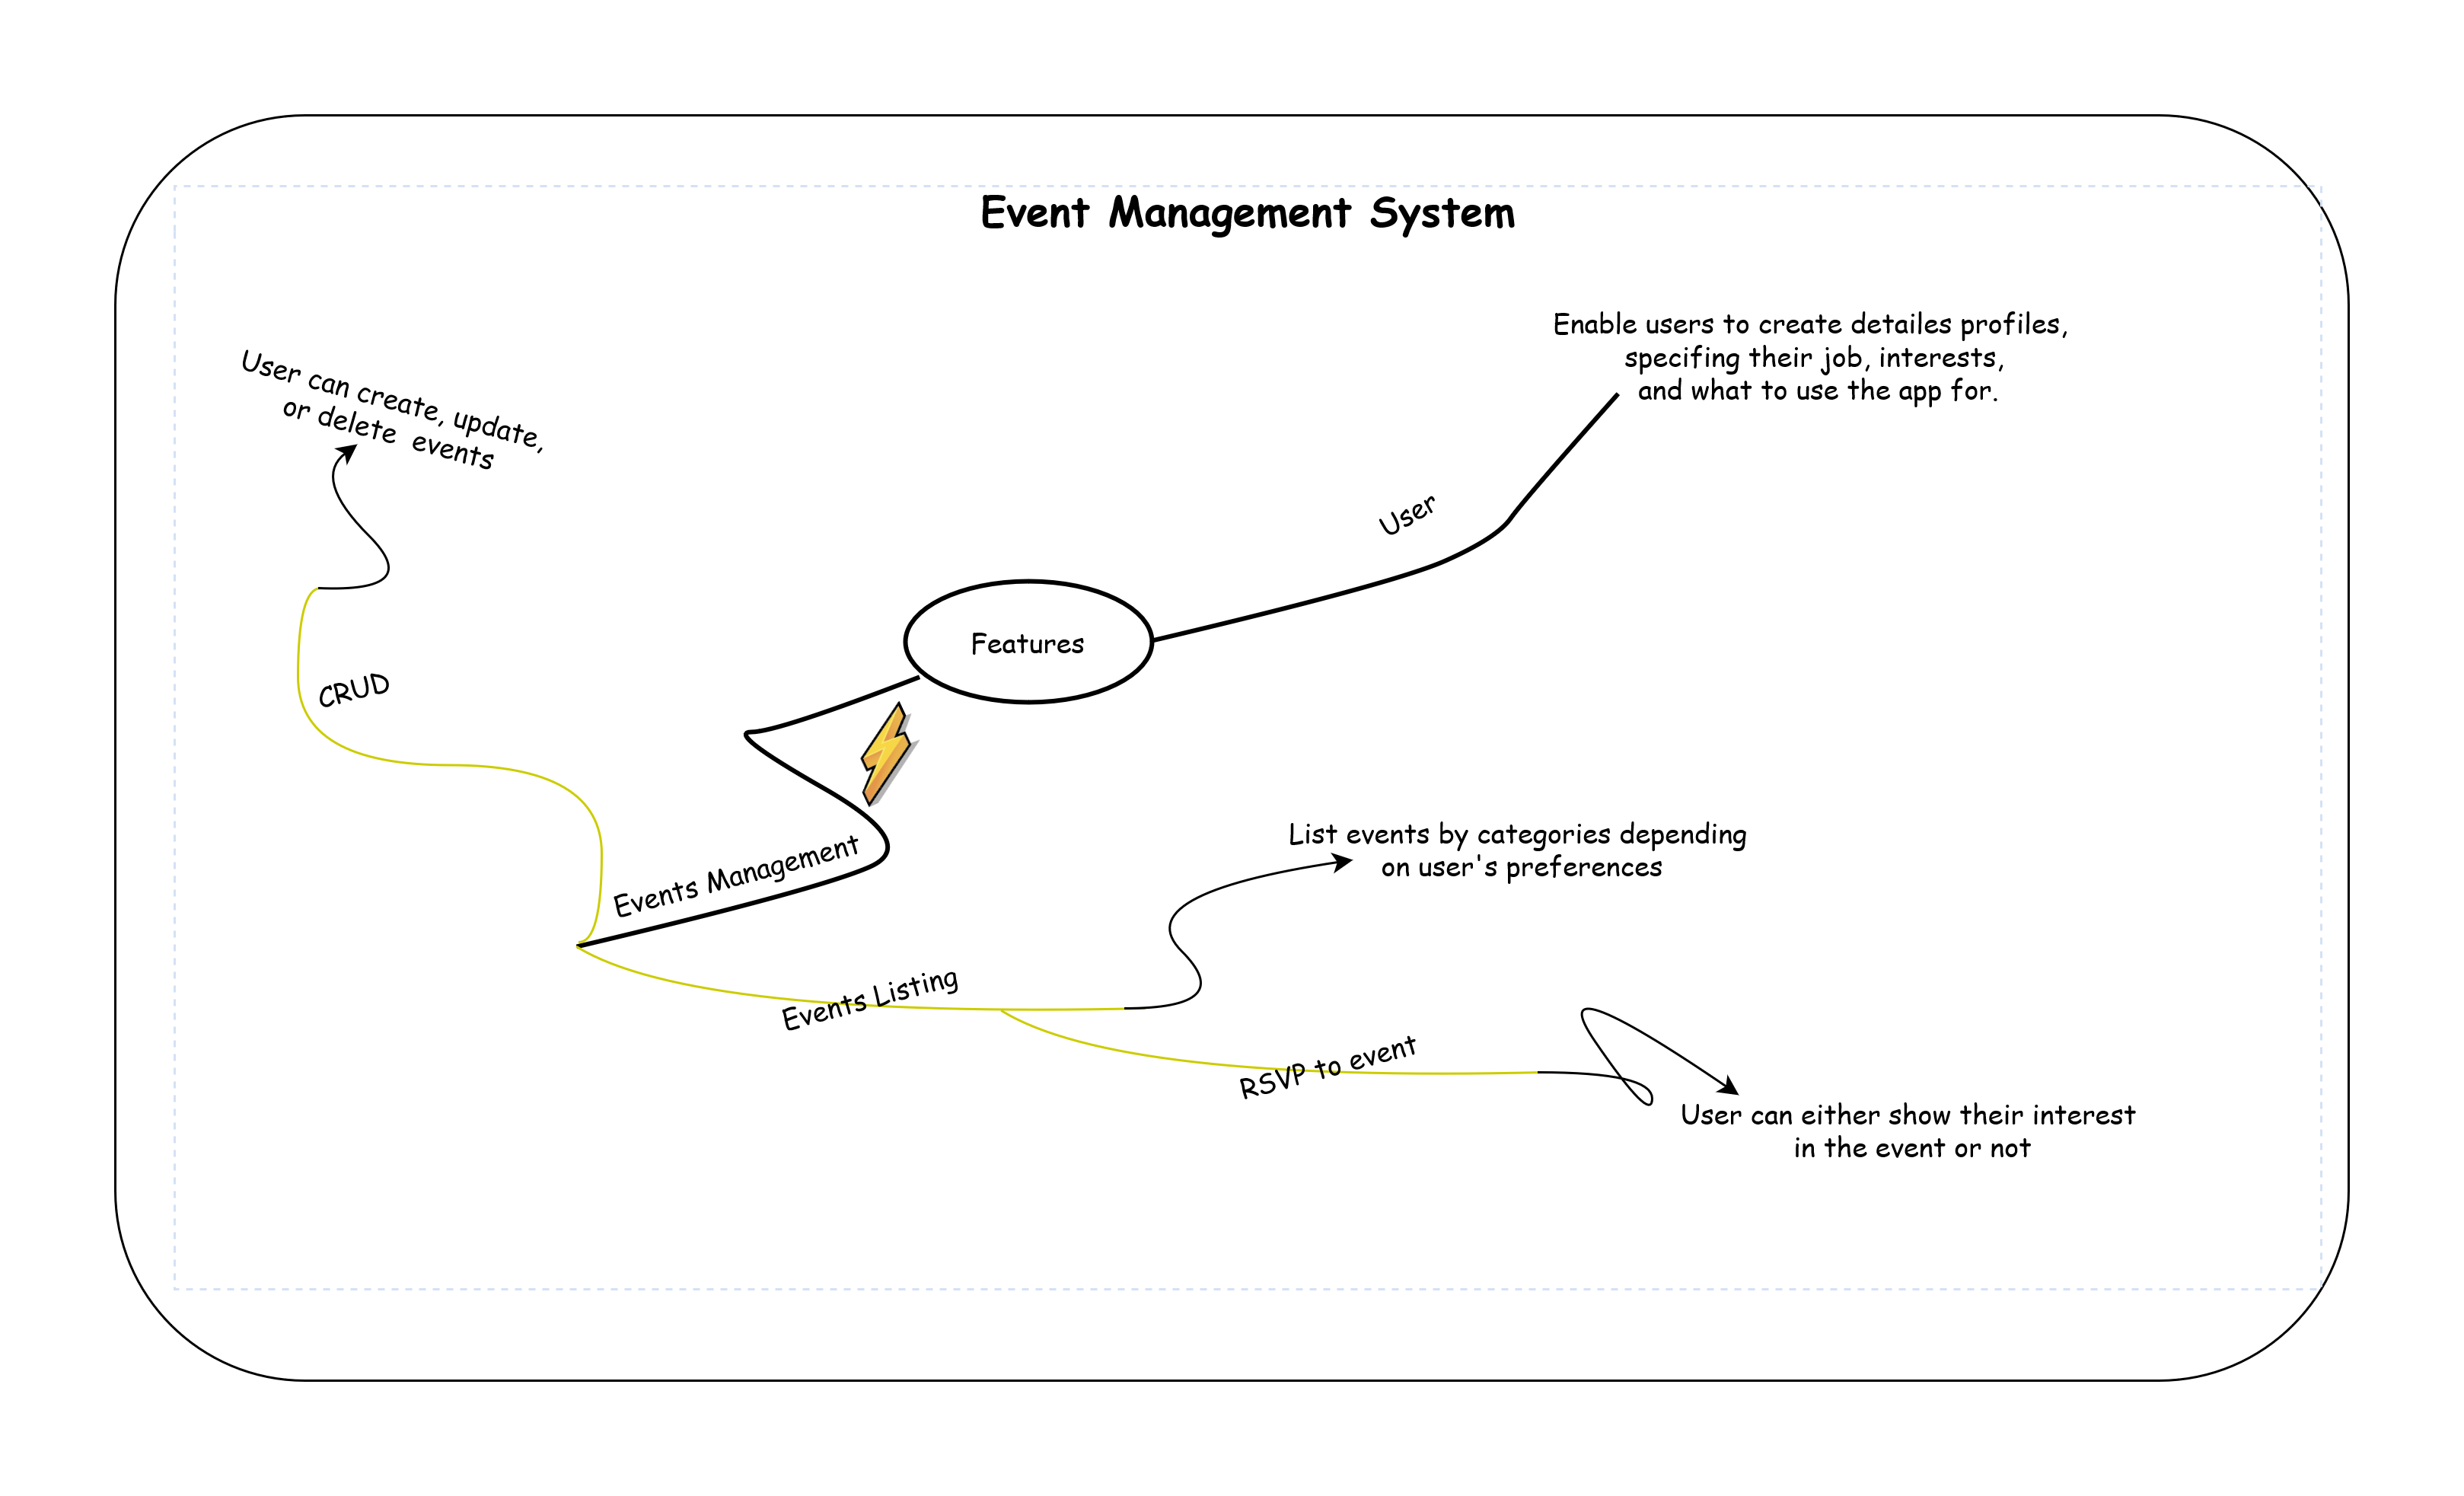 Event Management System
Enable users to create detailes profiles,
specifing their job, interests,
and what to use the app for.
User can create, update,
or delete events
User
Features
CRUD
Events Management
List events by categories depending
on user's preferences
Events Listing
RSVP to event
User can either show their interest
in the event or not